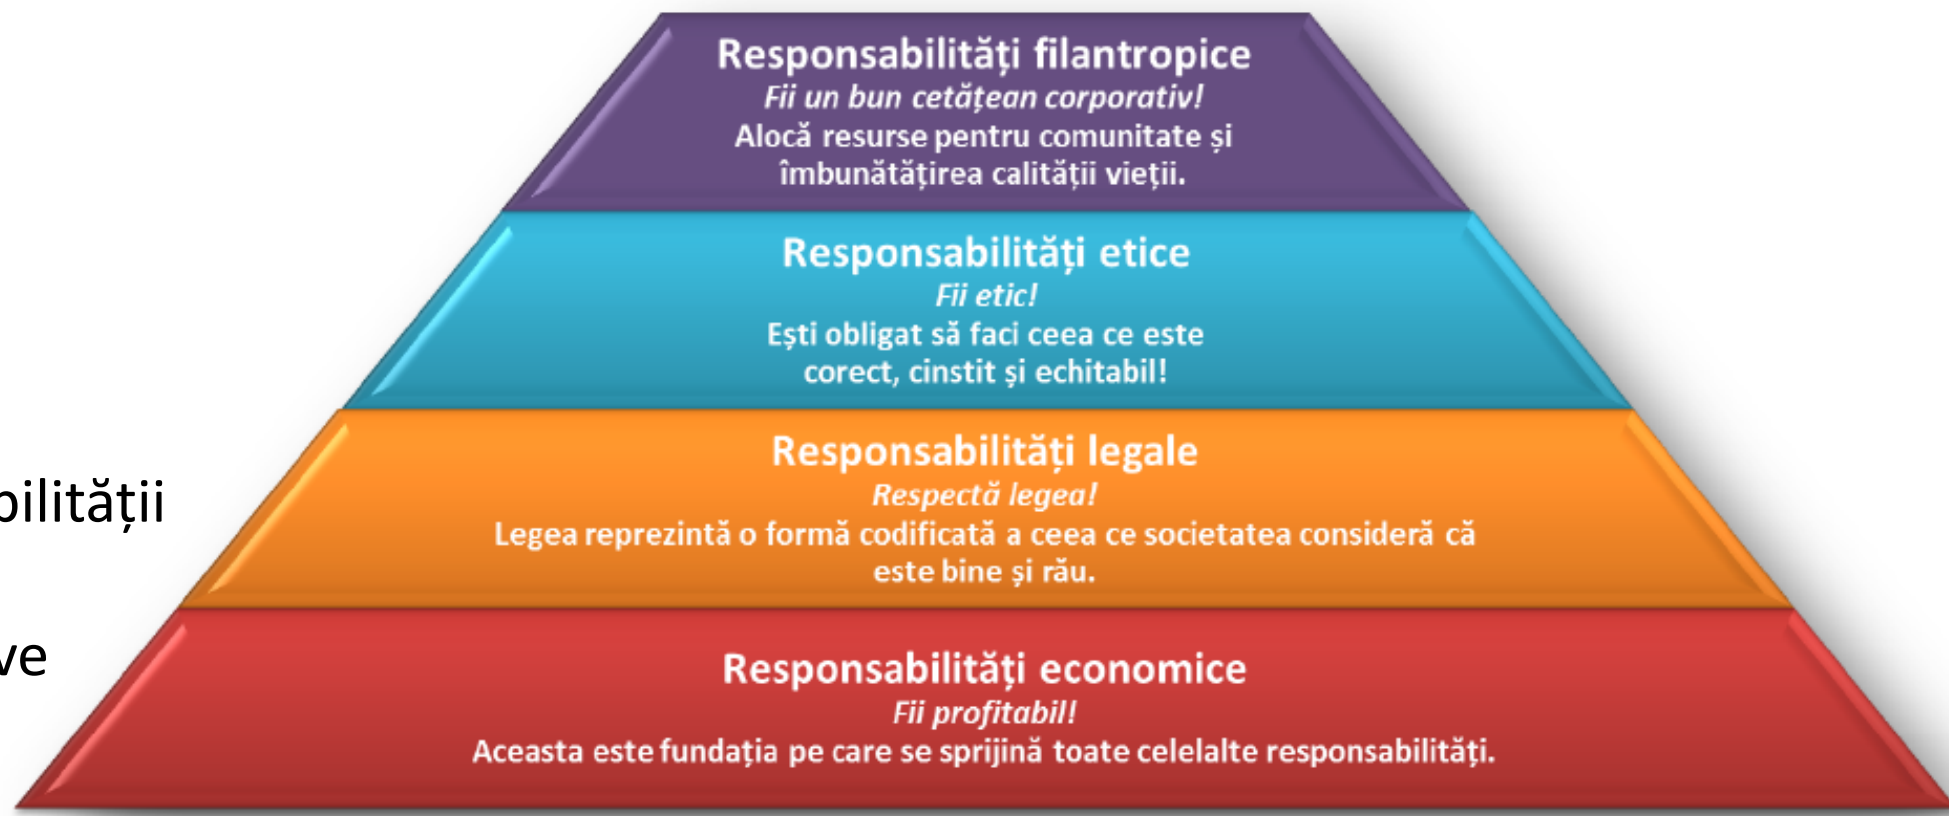 Responsabilități filantropice
Fii un bun cetățean corporativ!
Alocă resurse pentru comunitate și
îmbunătățirea calității vieții.
Responsabilități etice
Fii etic!
Ești obligat să faci ceea ce este
corect, cinstit și echitabil!
Responsabilități legale
Respectă legea!
Legea reprezintă o formă codificată a ceea ce societatea consideră că
este bine și rău.
Responsabilități economice
Fii profitabil!
Aceasta este fundația pe care se sprijină toate celelalte responsabilități.